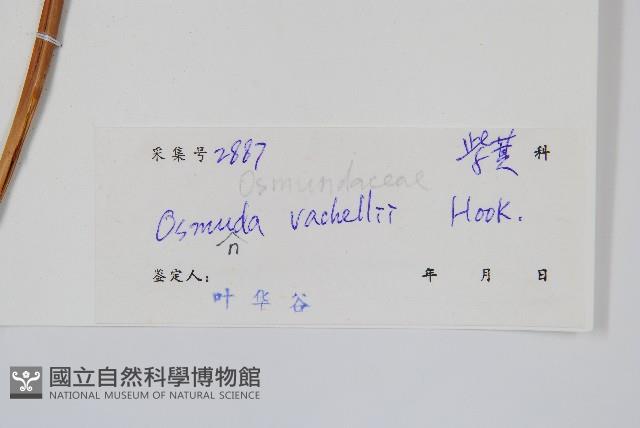 采集号 2887 紫萁 科
Osmundaceae
Osmuda vachellii Hook.
n
鉴定人： 年 月 日
叶华谷
國立自然科學博物館
NATIONAL MUSEUM OF NATURAL SCIENCE